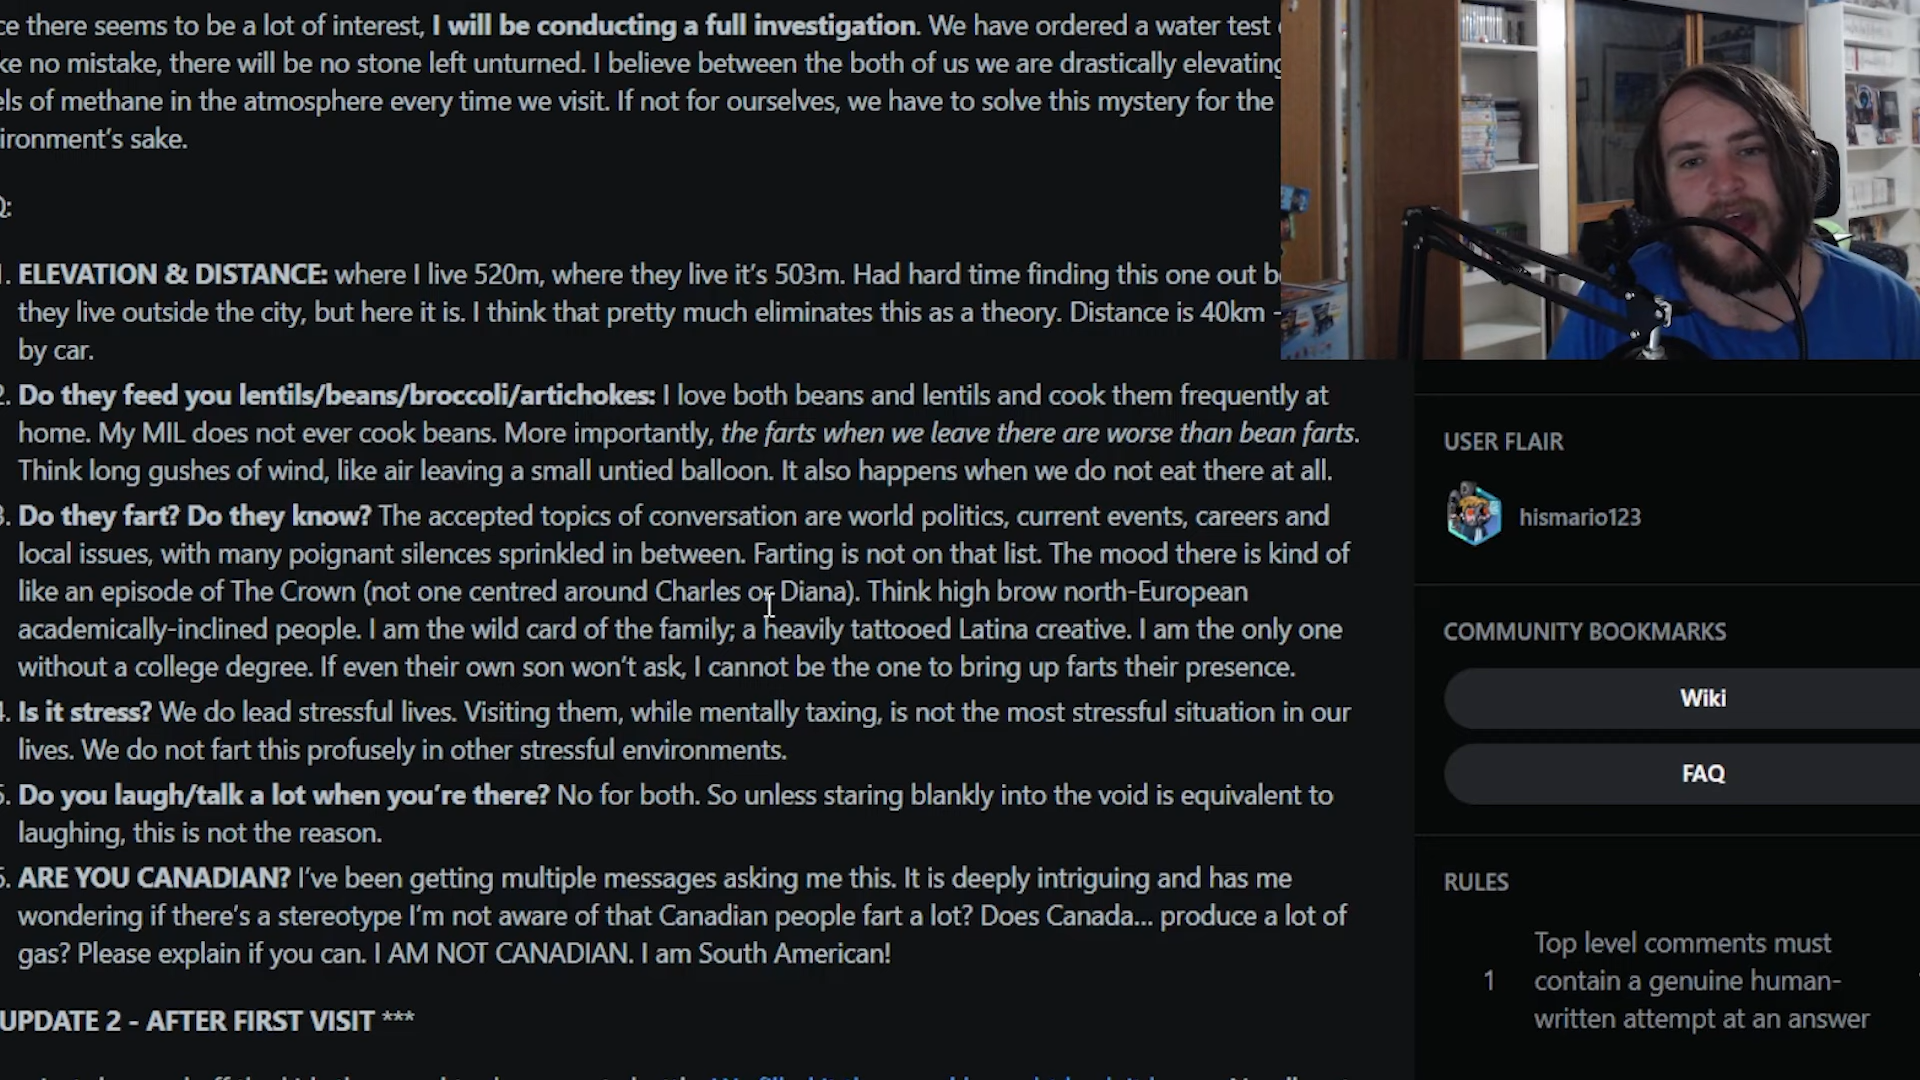 ce there seems to be a lot of interest, I will be conducting a full investigation. We have ordered a water test
ke no mistake, there will be no stone left unturned. I believe between the both of us we are drastically elevating
els of methane in the atmosphere every time we visit. If not for ourselves, we have to solve this mystery for the
ironment's sake.
Q:
1. ELEVATION & DISTANCE: where I live 520m, where they live it's 503m. Had hard time finding this one out be
they live outside the city, but here it is. I think that pretty much eliminates this as a theory. Distance is 40km -
by car.
2. Do they feed you lentils/beans/broccoli/artichokes: I love both beans and lentils and cook them frequently at
home. My MIL does not ever cook beans. More importantly, the farts when we leave there are worse than bean farts.
Think long gushes of wind, like air leaving a small untied balloon. It also happens when we do not eat there at all.
3. Do they fart? Do they know? The accepted topics of conversation are world politics, current events, careers and
local issues, with many poignant silences sprinkled in between. Farting is not on that list. The mood there is kind of
like an episode of The Crown (not one centred around Charles or Diana). Think high brow north-European
academically-inclined people. I am the wild card of the family; a heavily tattooed Latina creative. I am the only one
without a college degree. If even their own son won't ask, I cannot be the one to bring up farts their presence.
4. Is it stress? We do lead stressful lives. Visiting them, while mentally taxing, is not the most stressful situation in our
lives. We do not fart this profusely in other stressful environments.
5. Do you laugh/talk a lot when you're there? No for both. So unless staring blankly into the void is equivalent to
laughing, this is not the reason.
6. ARE YOU CANADIAN? I've been getting multiple messages asking me this. It is deeply intriguing and has me
wondering if there's a stereotype I'm not aware of that Canadian people fart a lot? Does Canada... produce a lot of
gas? Please explain if you can. I AM NOT CANADIAN. I am South American!
UPDATE 2 - AFTER FIRST VISIT ***
USER FLAIR
hismario123
COMMUNITY BOOKMARKS
Wiki
FAQ
RULES
1 Top level comments must
contain a genuine human-
written attempt at an answer